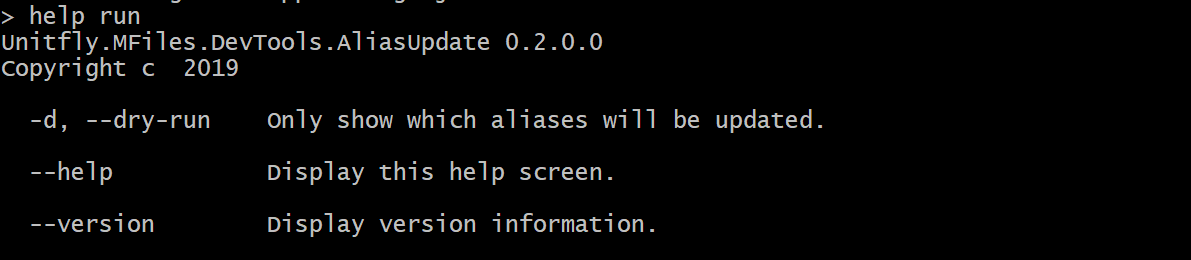 > help run
Unitfly.MFiles.DevTools.AliasUpdate 0.2.0.0
Copyright c  2019
-d, --dry-run    Only show which aliases will be updated.
--help           Display this help screen.
--version        Display version information.